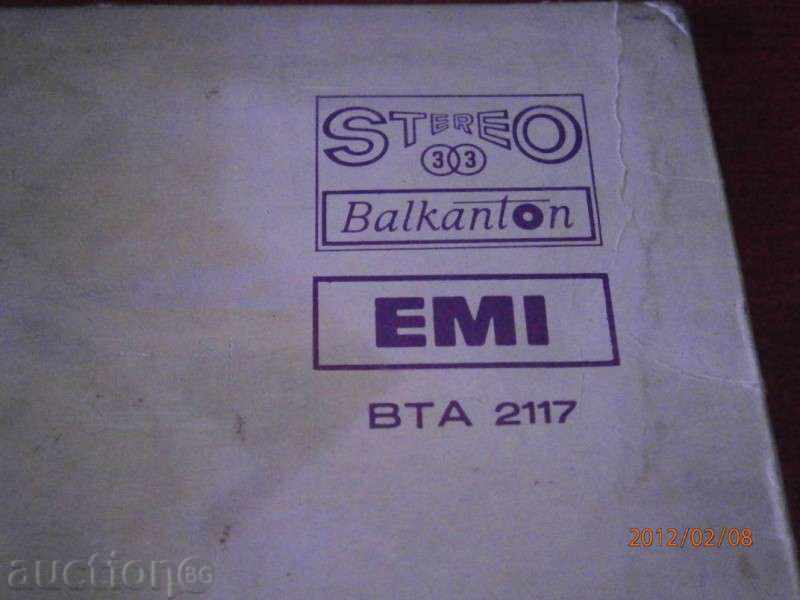 STEREO
33
Balkanton
EMI
BTA 2117
2012/02/08
auction BG